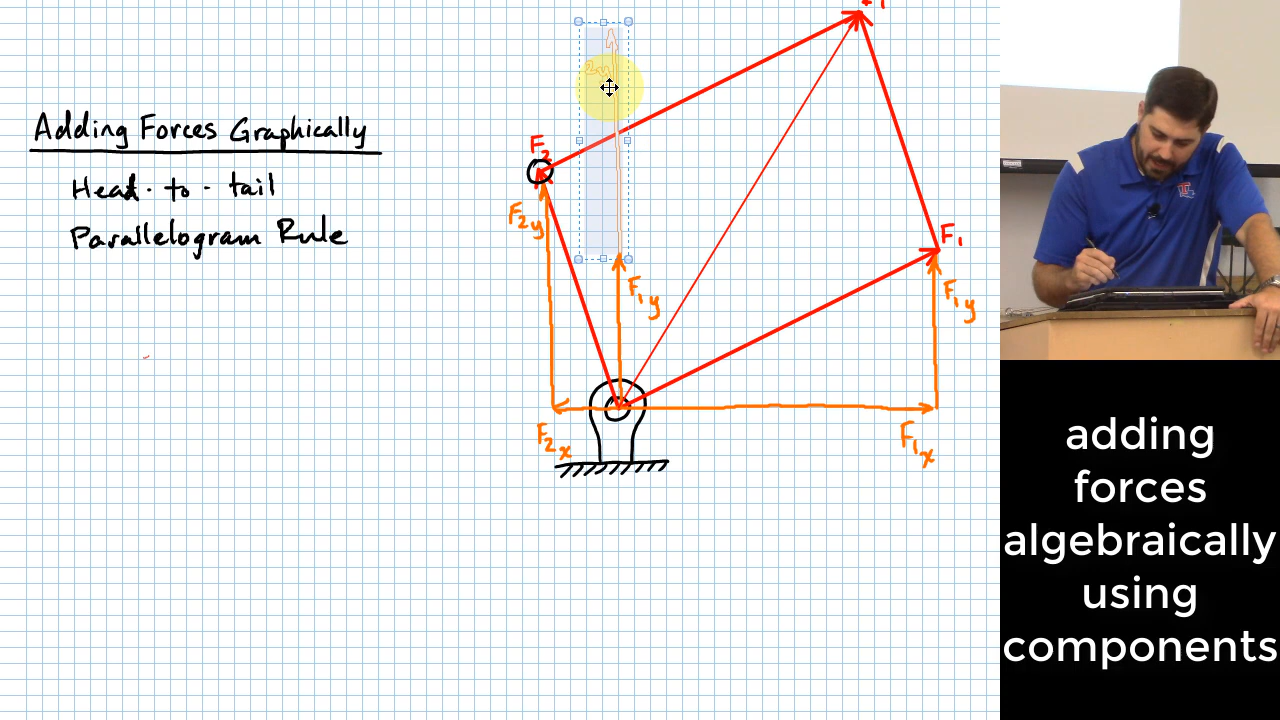 Adding Forces Graphically
Head-to-tail
Parallelogram Rule
F2
F2y
F1y
F1
F1y
F2x
F1x
adding
forces
algebraically
using
components